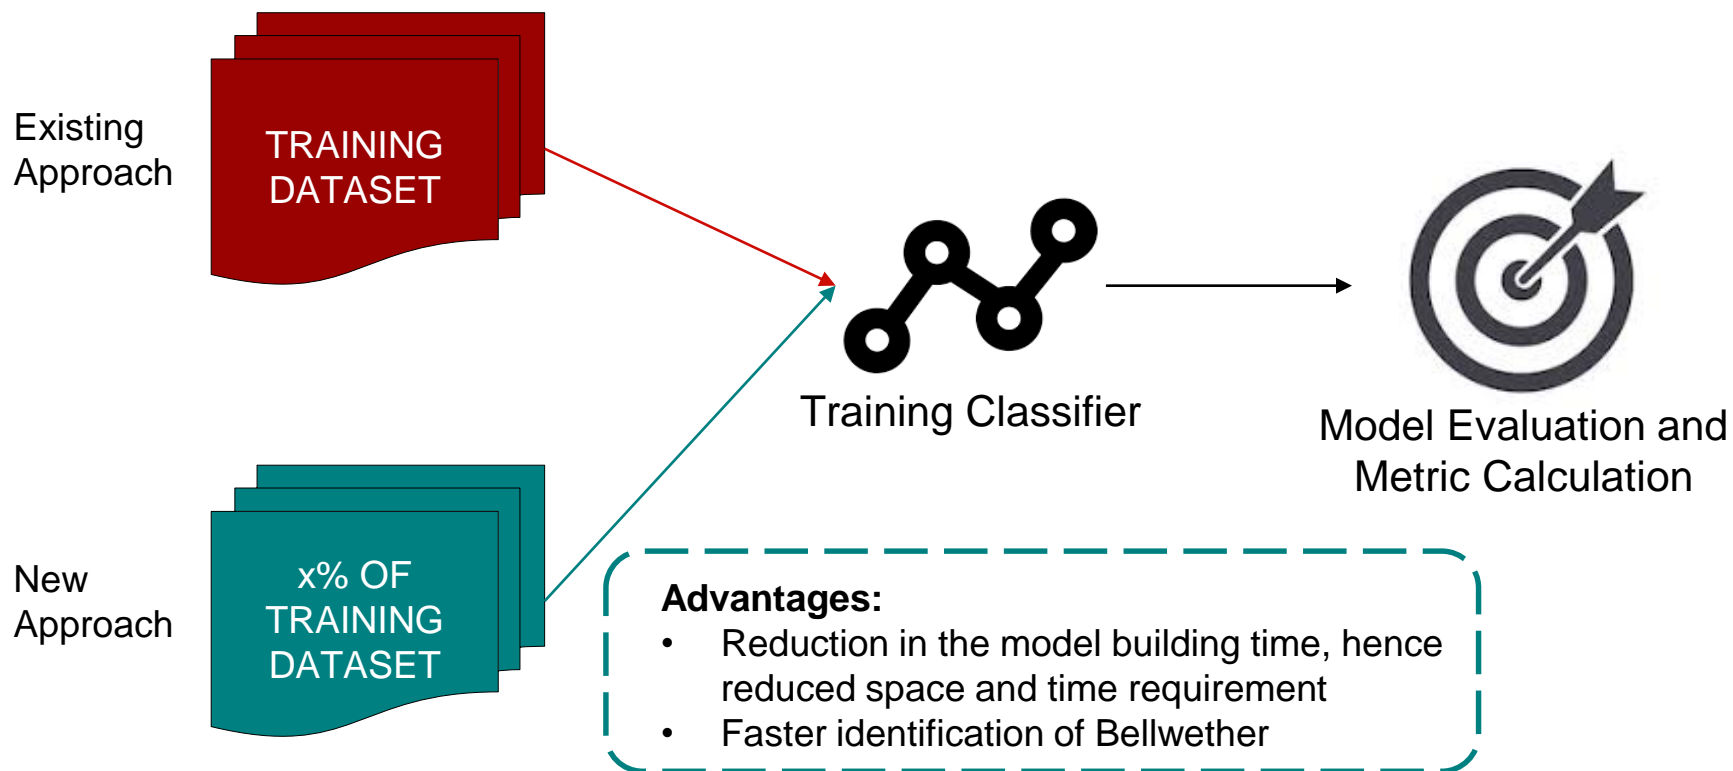 Existing
Approach
TRAINING
DATASET
Training Classifier
Model Evaluation and
Metric Calculation
New
Approach
x% OF
TRAINING
DATASET
Advantages:
• Reduction in the model building time, hence
reduced space and time requirement
• Faster identification of Bellwether